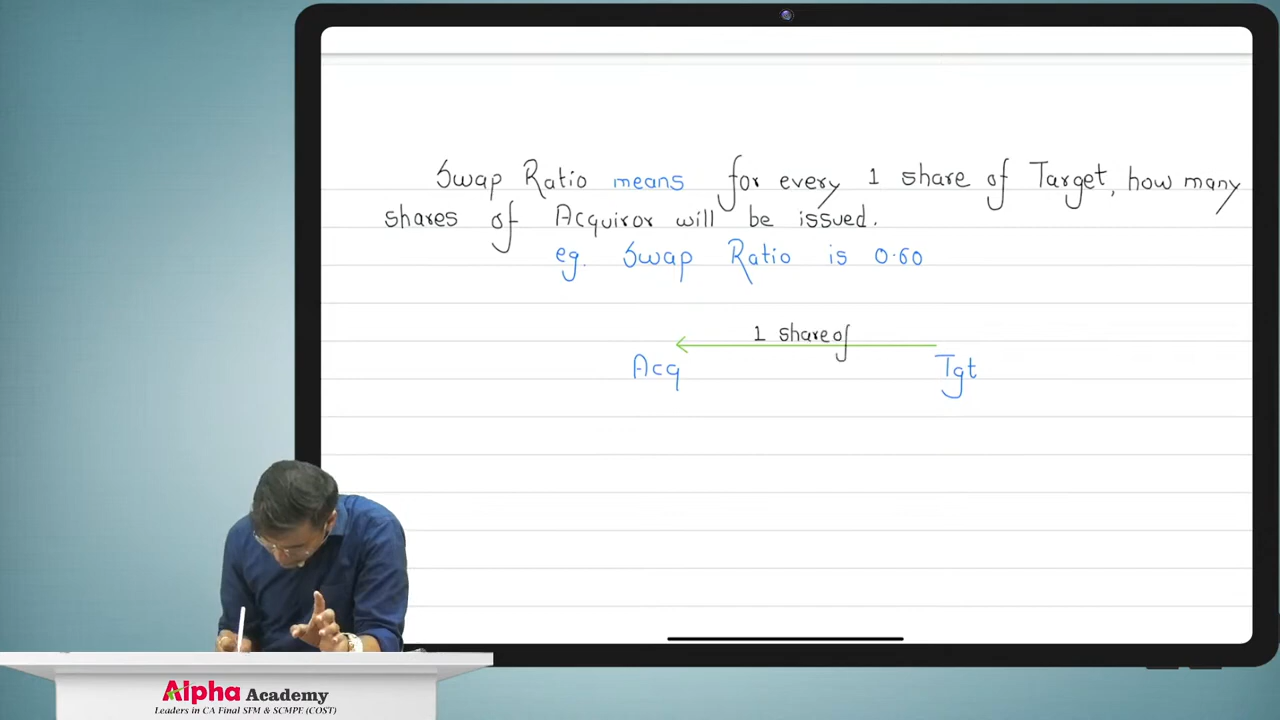 Swap Ratio means for every 1 share of Target, how many
shares of Acquiror will be issued.
eg. Swap Ratio is 0.60
1 share of
Acq Tgt
Alpha Academy
Leaders in CA Final SFM & SCMPE (COST)